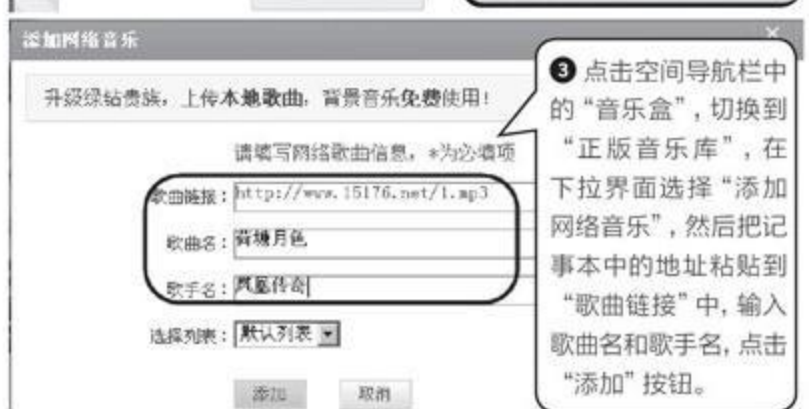 添加网络音乐
×
升级绿钻贵族，上传本地歌曲，背景音乐免费使用！
请填写网络歌曲信息，*为必填项
歌曲链接：http://www.15176.net/1.mp3
歌曲名：荷塘月色
歌手名：凤凰传奇
选择列表：默认列表
添加 取消
❸ 点击空间导航栏中
的“音乐盒”，切换到
“正版音乐库”，在
下拉界面选择“添加
网络音乐”，然后把记
事本中的地址粘贴到
“歌曲链接”中，输入
歌曲名和歌手名，点击
“添加”按钮。